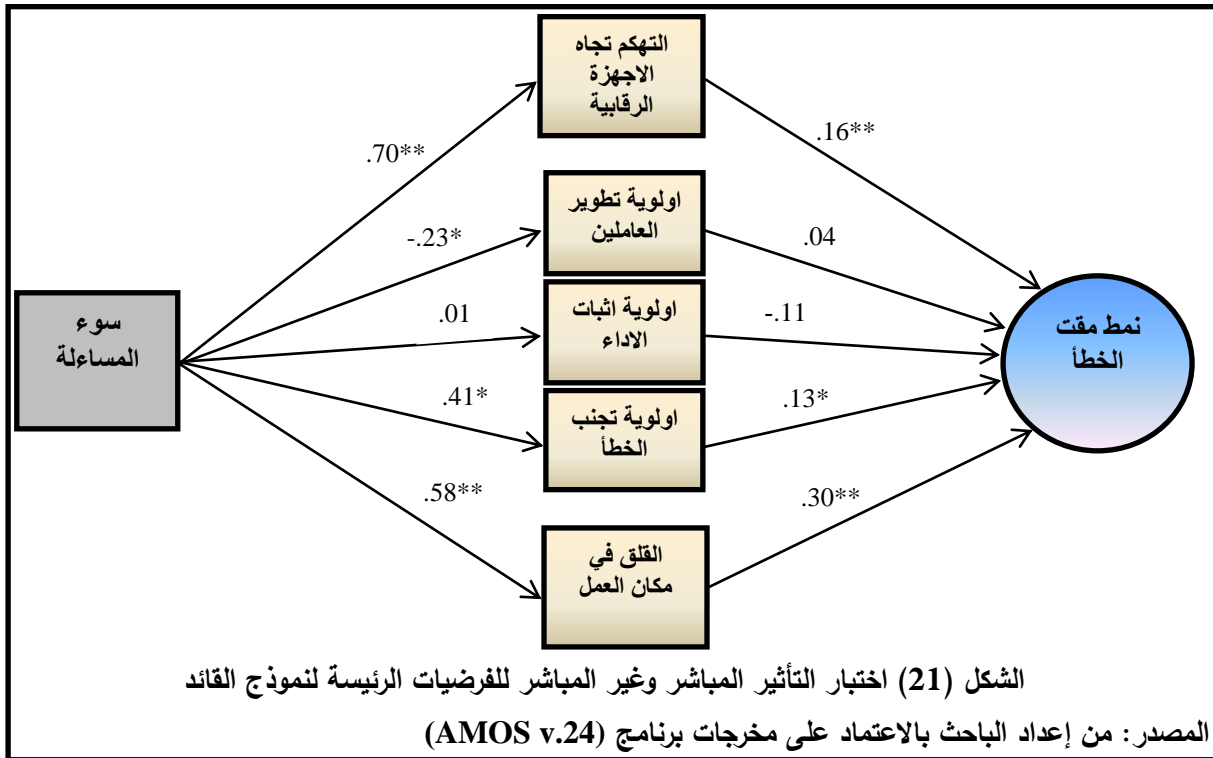 التهكم تجاه
الاجهزة
الرقابية
.70**
.16**
اولوية تطوير
العاملين
-.23*
.04
سوء
المساءلة
اولوية اثبات
الاداء
.01
-.11
نمط مقت
الخطأ
اولوية تجنب
الخطأ
.41*
.13*
القلق في
مكان العمل
.58**
.30**
الشكل (21) اختبار التأثير المباشر وغير المباشر للفرضيات الرئيسة لنموذج القائد
المصدر: من إعداد الباحث بالاعتماد على مخرجات برنامج (AMOS v.24)